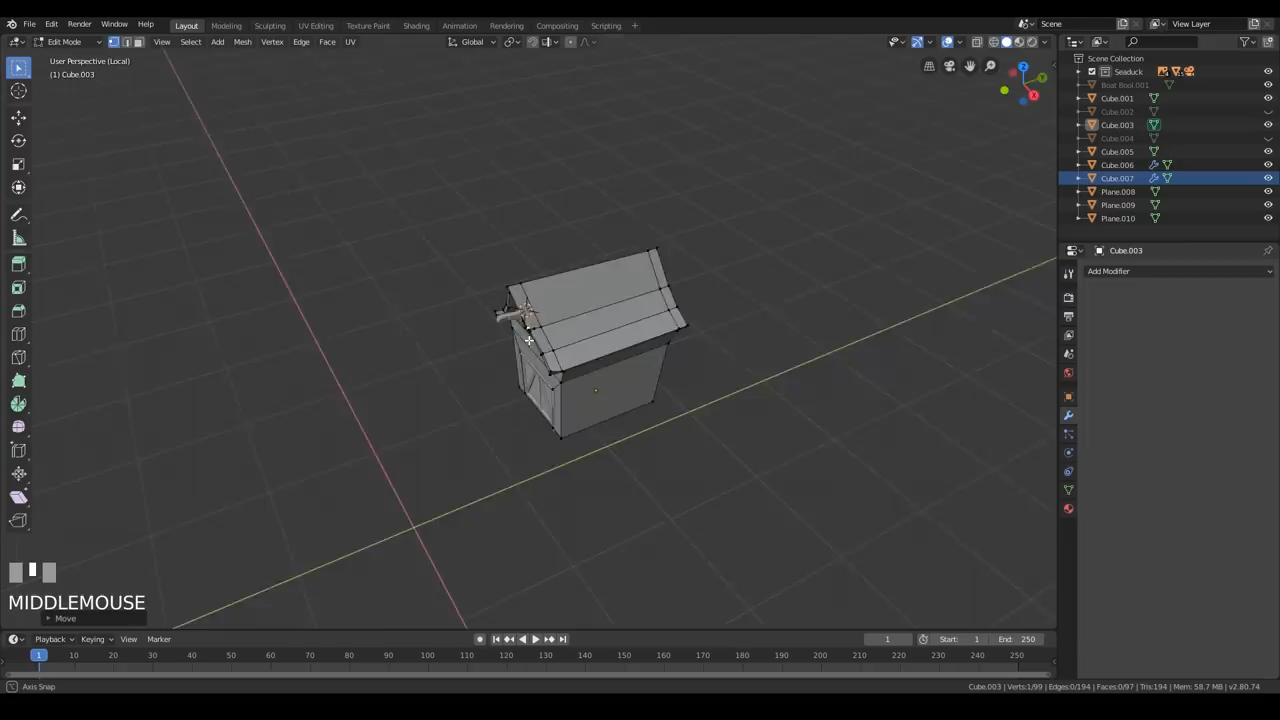 File Edit Render Window Help Layout Modeling Sculpting UV Editing Texture Paint Shading Animation Rendering Compositing Scripting + Scene View Layer
Edit Mode View Select Add Mesh Vertex Edge Face UV Global
User Perspective (Local)
(1) Cube.003
Z
Y
X
Scene Collection
Seaduck
Boat Bool.001
Cube.001
Cube.002
Cube.003
Cube.004
Cube.005
Cube.006
Cube.007
Plane.008
Plane.009
Plane.010
Cube.003
Add Modifier
MIDDLEMOUSE
Move
Playback Keying View Marker 1 Start: 1 End: 250
1 10 20 30 40 50 60 70 80 90 100 110 120 130 140 150 160 170 180 190 200 210 220 230 240 250
Axis Snap Cube.003 | Verts:1/99 | Edges:0/194 | Faces:0/97 | Tris:194 | Mem: 58.7 MB | v2.80.74